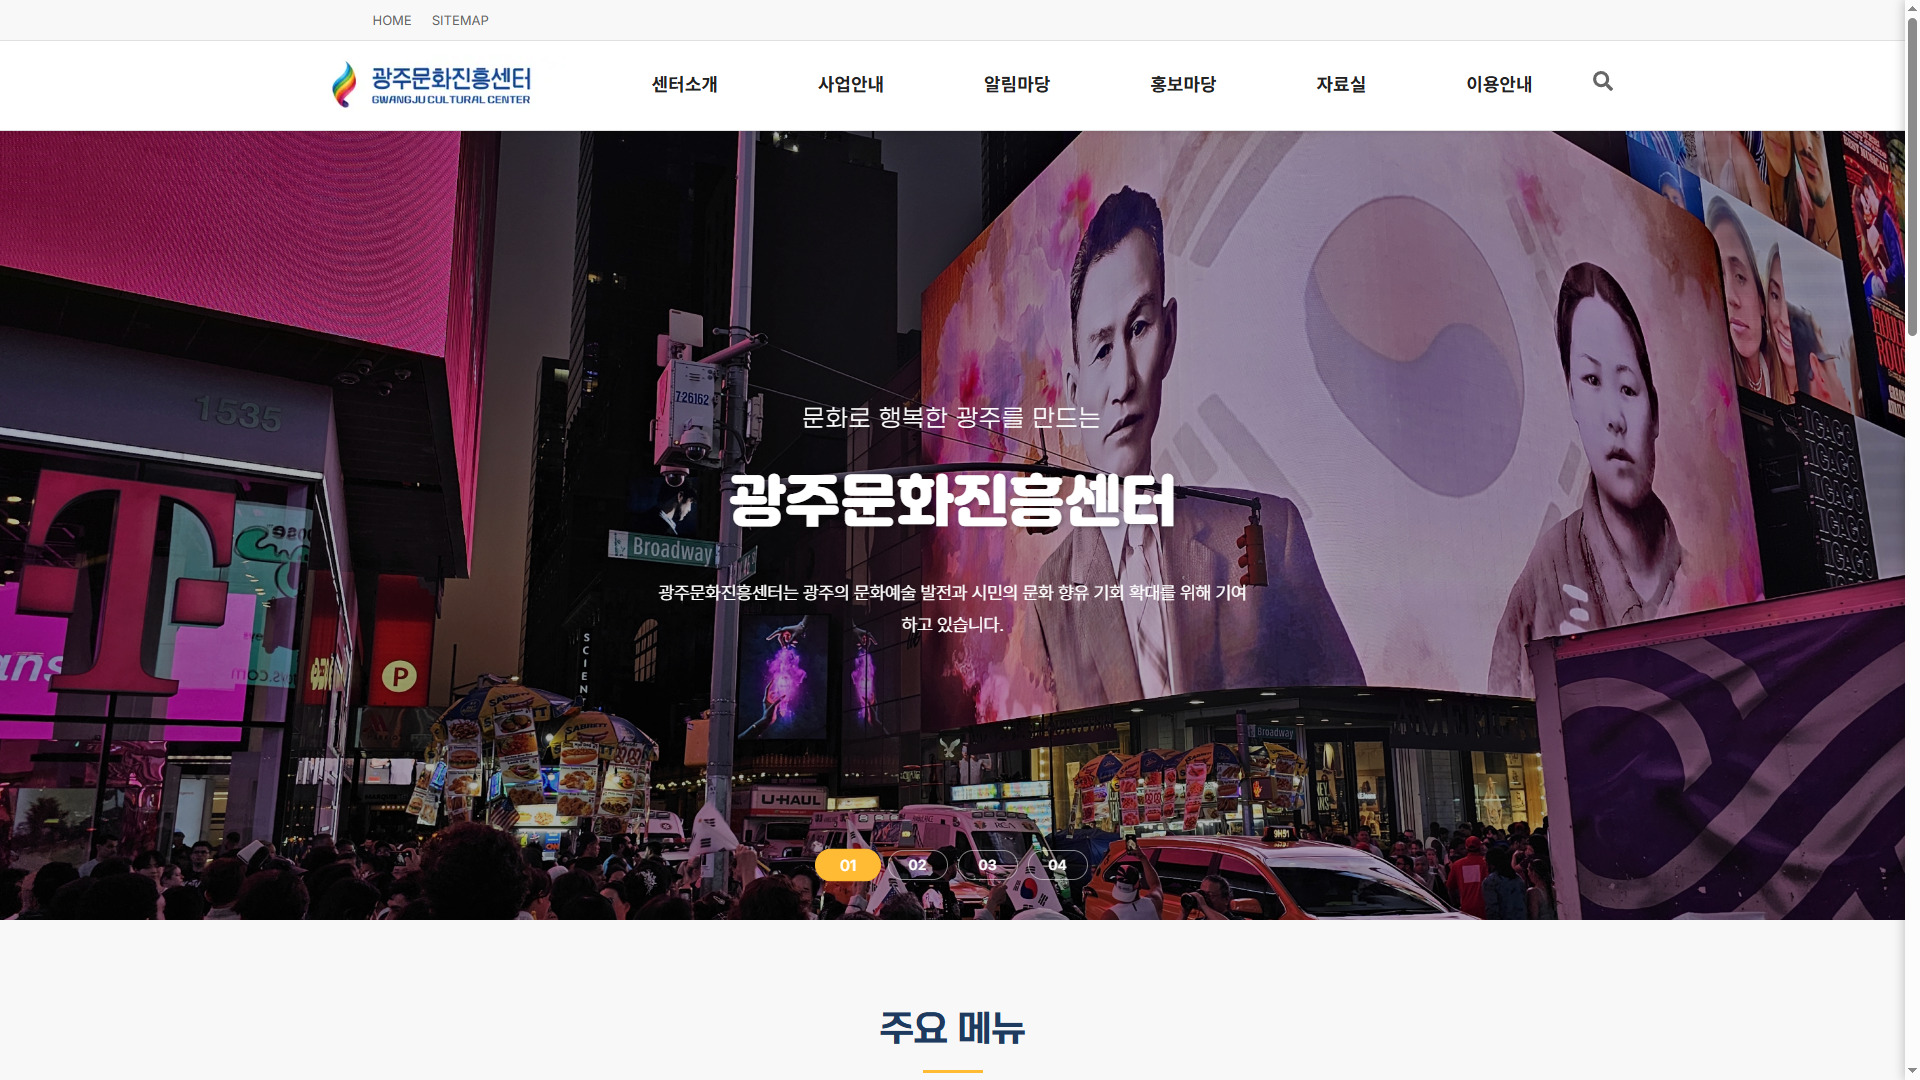 HOME SITEMAP
광주문화진흥센터
GWANGJU CULTURAL CENTER
센터소개 사업안내 알림마당 홍보마당 자료실 이용안내
1535
726162
문화로 행복한 광주를 만드는
광주문화진흥센터
Broadway
광주문화진흥센터는 광주의 문화예술 발전과 시민의 문화 향유 기회 확대를 위해 기여
하고 있습니다.
T
P
SCIEN
SABRETT
Broadway
U-HAUL
9H91
01 02 03 04
주요 메뉴